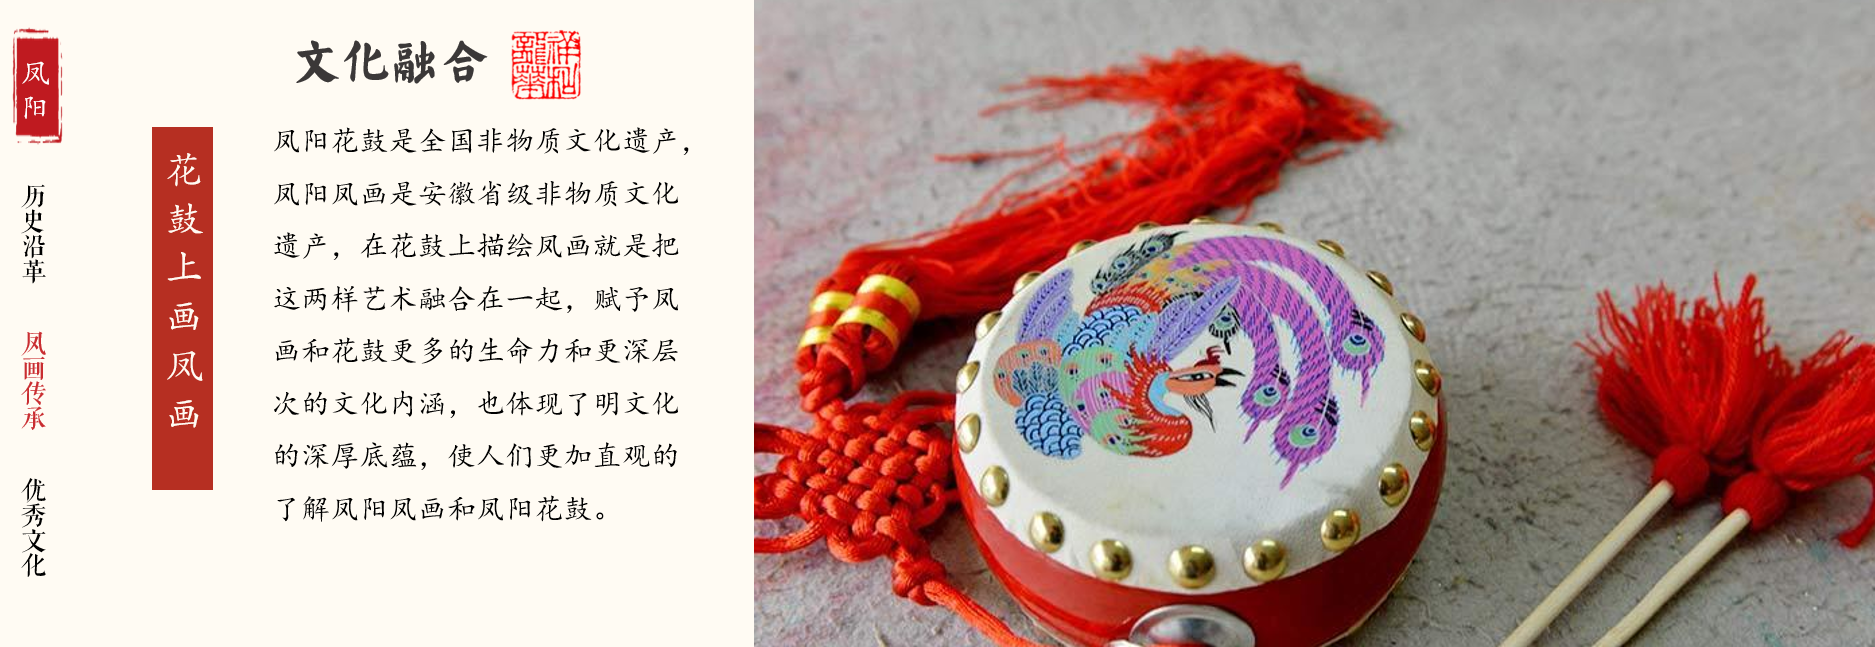 凤阳
历史沿革
凤画传承
优秀文化
文化融合
花鼓上画凤画
凤阳花鼓是全国非物质文化遗产，
凤阳凤画是安徽省级非物质文化
遗产，在花鼓上描绘凤画就是把
这两样艺术融合在一起，赋予凤
画和花鼓更多的生命力和更深层
次的文化内涵，也体现了明文化
的深厚底蕴，使人们更加直观的
了解凤阳凤画和凤阳花鼓。